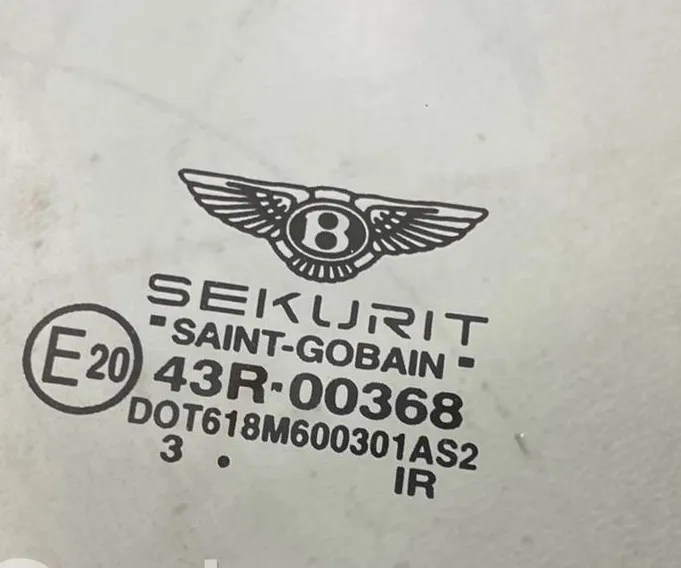 B
SEKURIT
"SAINT-GOBAIN"
E20 43R-00368
DOT618M600301AS2
3 . IR